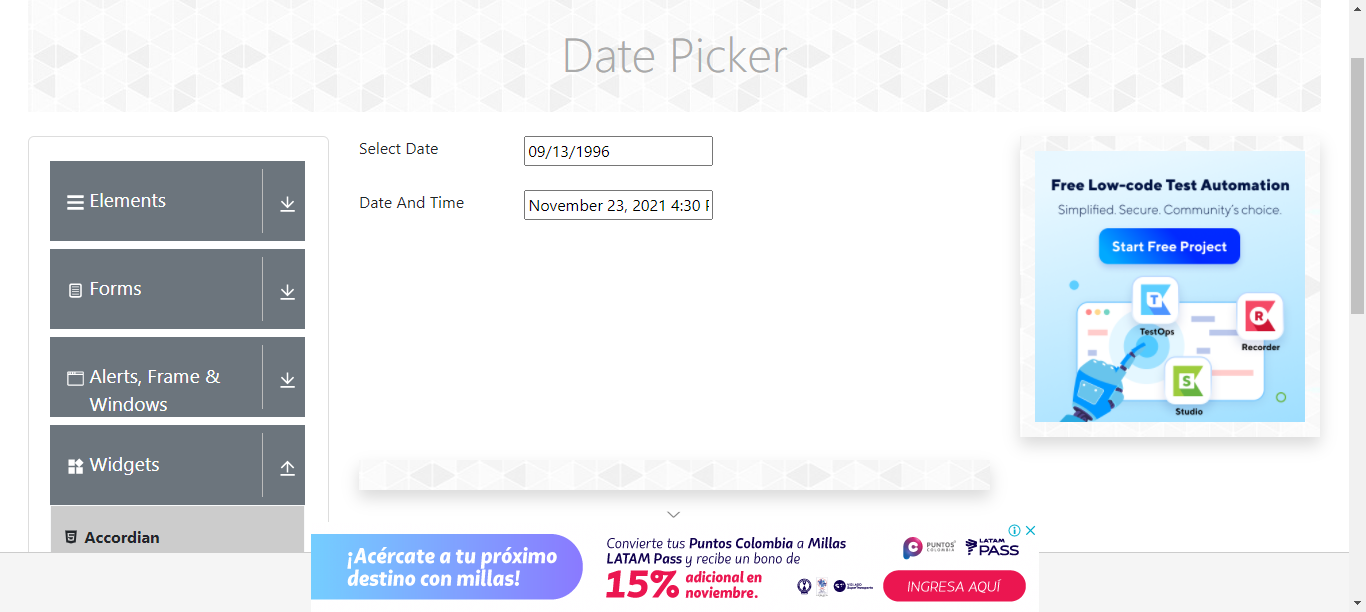 Date Picker
Select Date
09/13/1996
Date And Time
November 23, 2021 4:30
Elements
Forms
Alerts, Frame &
Windows
Widgets
Accordian
Free Low-code Test Automation
Simplified. Secure. Community's choice.
Start Free Project
TestOps
Recorder
Studio
¡Acércate a tu próximo
destino con millas!
Convierte tus Puntos Colombia a Millas
LATAM Pass y recibe un bono de
15% adicional en
noviembre.
PUNTOS
COLOMBIA
LATAM
PASS
INGRESA AQUÍ